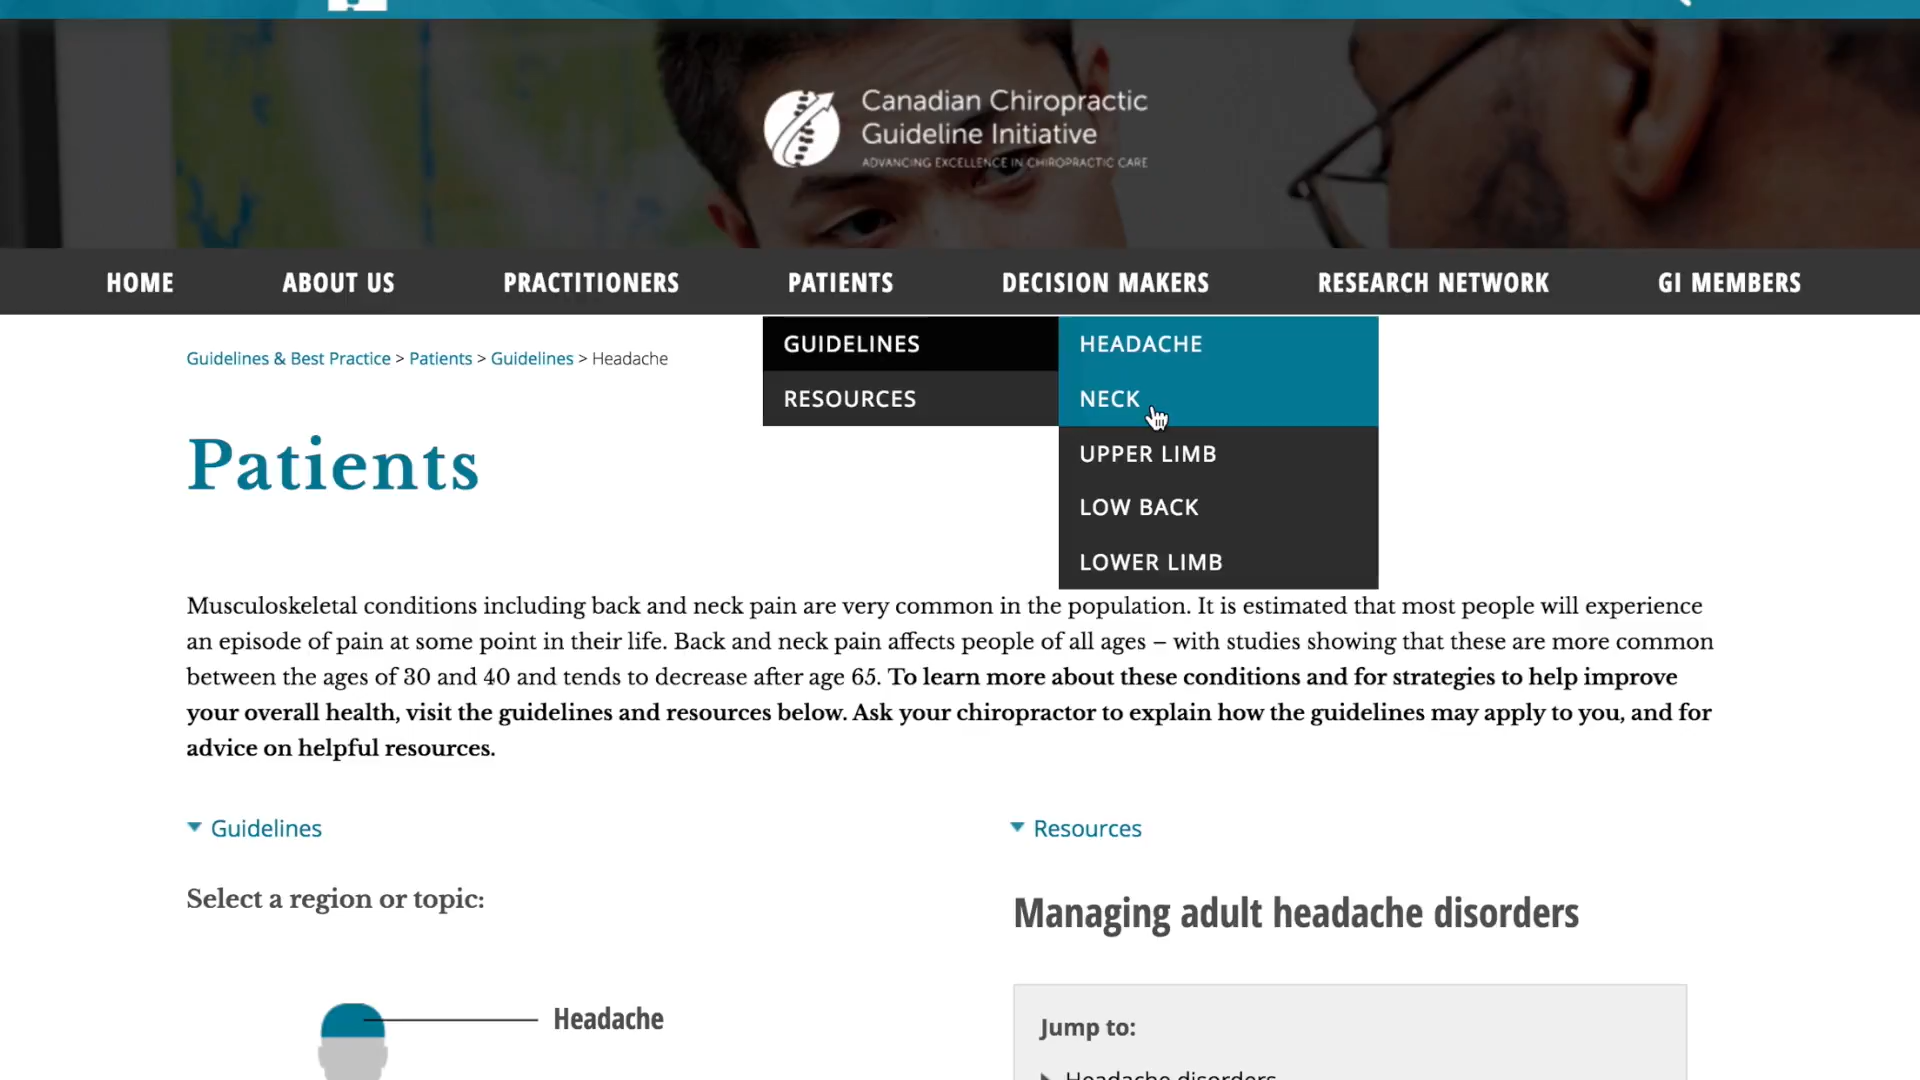 Canadian Chiropractic
Guideline Initiative
ADVANCING EXCELLENCE IN CHIROPRACTIC CARE
HOME ABOUT US PRACTITIONERS PATIENTS DECISION MAKERS RESEARCH NETWORK GI MEMBERS
GUIDELINES
RESOURCES
HEADACHE
NECK
UPPER LIMB
LOW BACK
LOWER LIMB
Guidelines & Best Practice > Patients > Guidelines > Headache
Patients
Musculoskeletal conditions including back and neck pain are very common in the population. It is estimated that most people will experience
an episode of pain at some point in their life. Back and neck pain affects people of all ages – with studies showing that these are more common
between the ages of 30 and 40 and tends to decrease after age 65. To learn more about these conditions and for strategies to help improve
your overall health, visit the guidelines and resources below. Ask your chiropractor to explain how the guidelines may apply to you, and for
advice on helpful resources.
Guidelines
Select a region or topic:
Headache
Resources
Managing adult headache disorders
Jump to:
Headache disorders